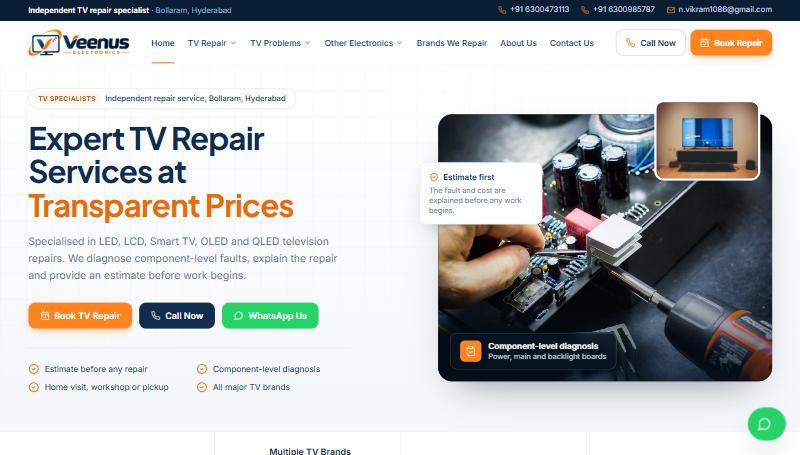 Independent TV repair specialist · Bollaram, Hyderabad
+91 6300473113
+91 6300985787
n.vikram1086@gmail.com
Veenus
ELECTRONICS
Home
TV Repair
TV Problems
Other Electronics
Brands We Repair
About Us
Contact Us
Call Now
Book Repair
TV SPECIALISTS
Independent repair service, Bollaram, Hyderabad
Expert TV Repair
Services at
Transparent Prices
Specialised in LED, LCD, Smart TV, OLED and QLED television
repairs. We diagnose component-level faults, explain the repair
and provide an estimate before work begins.
Book TV Repair
Call Now
WhatsApp Us
Estimate before any repair
Component-level diagnosis
Home visit, workshop or pickup
All major TV brands
Estimate first
The fault and cost are
explained before any work
begins.
Component-level diagnosis
Power, main and backlight boards
Multiple TV Brands